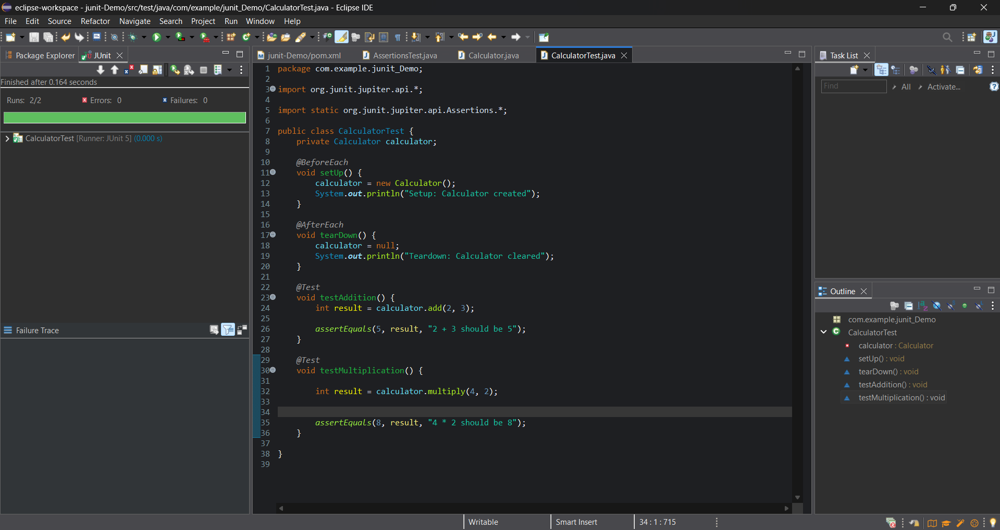 eclipse-workspace - junit-Demo/src/test/java/com/example/junit_Demo/CalculatorTest.java - Eclipse IDE
File Edit Source Refactor Navigate Search Project Run Window Help
Package Explorer JUnit
Finished after 0.164 seconds
Runs: 2/2 Errors: 0 Failures: 0
CalculatorTest [Runner: JUnit 5] (0.000 s)
Failure Trace
junit-Demo/pom.xml AssertionsTest.java Calculator.java CalculatorTest.java
1 package com.example.junit_Demo;
2
3 import org.junit.jupiter.api.*;
4
5 import static org.junit.jupiter.api.Assertions.*;
6
7 public class CalculatorTest {
8 private Calculator calculator;
9
10 @BeforeEach
11 void setUp() {
12 calculator = new Calculator();
13 System.out.println("Setup: Calculator created");
14 }
15
16 @AfterEach
17 void tearDown() {
18 calculator = null;
19 System.out.println("Teardown: Calculator cleared");
20 }
21
22 @Test
23 void testAddition() {
24 int result = calculator.add(2, 3);
25
26 assertEquals(5, result, "2 + 3 should be 5");
27 }
28
29 @Test
30 void testMultiplication() {
31
32 int result = calculator.multiply(4, 2);
33
34
35 assertEquals(8, result, "4 * 2 should be 8");
36 }
37
38 }
39
Task List
Find All Activate...
Outline
com.example.junit_Demo
CalculatorTest
calculator : Calculator
setUp() : void
tearDown() : void
testAddition() : void
testMultiplication() : void
Writable Smart Insert 34 : 1 : 715